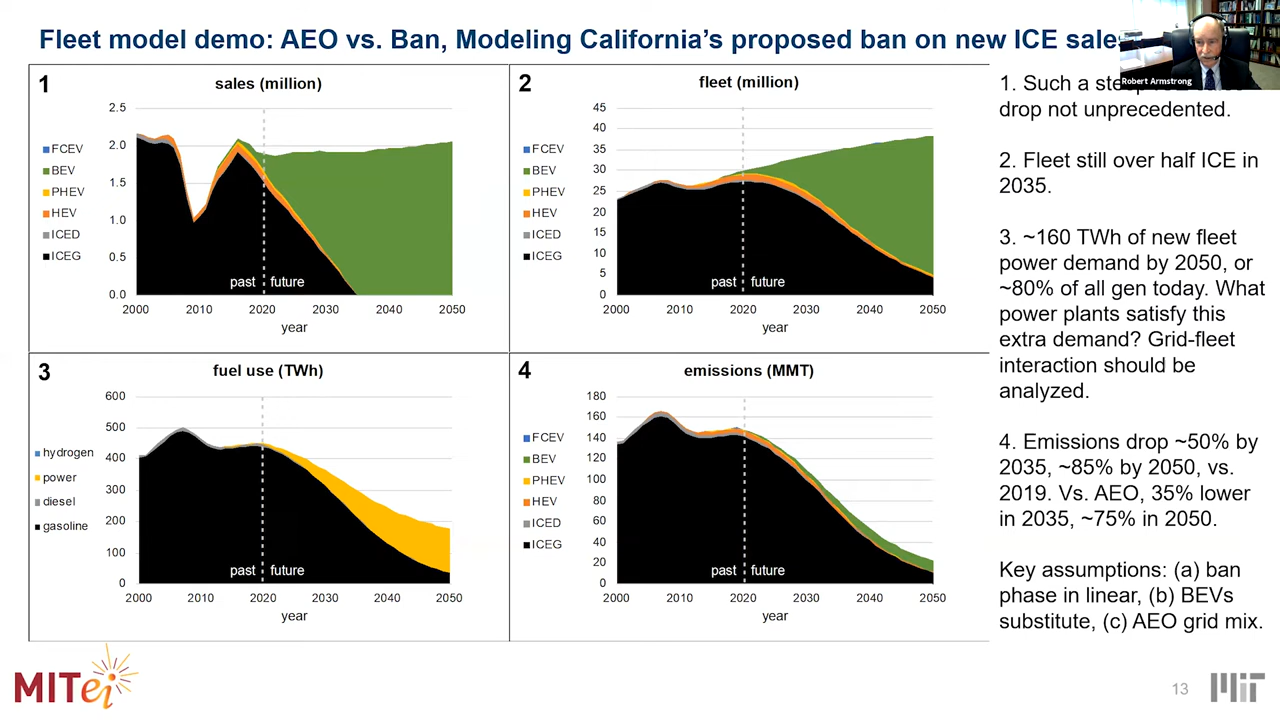 Fleet model demo: AEO vs. Ban, Modeling California's proposed ban on new ICE sales
Robert Armstrong
1
sales (million)
2.5
2.0
1.5
1.0
0.5
0.0
FCEV
BEV
PHEV
HEV
ICED
ICEG
past future
2000 2010 2020 2030 2040 2050
year
2
fleet (million)
45
40
35
30
25
20
15
10
5
0
FCEV
BEV
PHEV
HEV
ICED
ICEG
past future
2000 2010 2020 2030 2040 2050
year
3
fuel use (TWh)
600
500
400
300
200
100
0
hydrogen
power
diesel
gasoline
past future
2000 2010 2020 2030 2040 2050
year
4
emissions (MMT)
180
160
140
120
100
80
60
40
20
0
FCEV
BEV
PHEV
HEV
ICED
ICEG
past future
2000 2010 2020 2030 2040 2050
year
1. Such a
drop not unprecedented.
2. Fleet still over half ICE in
2035.
3. ~160 TWh of new fleet
power demand by 2050, or
~80% of all gen today. What
power plants satisfy this
extra demand? Grid-fleet
interaction should be
analyzed.
4. Emissions drop ~50% by
2035, ~85% by 2050, vs.
2019. Vs. AEO, 35% lower
in 2035, ~75% in 2050.
Key assumptions: (a) ban
phase in linear, (b) BEVs
substitute, (c) AEO grid mix.
MITei
13
MIT